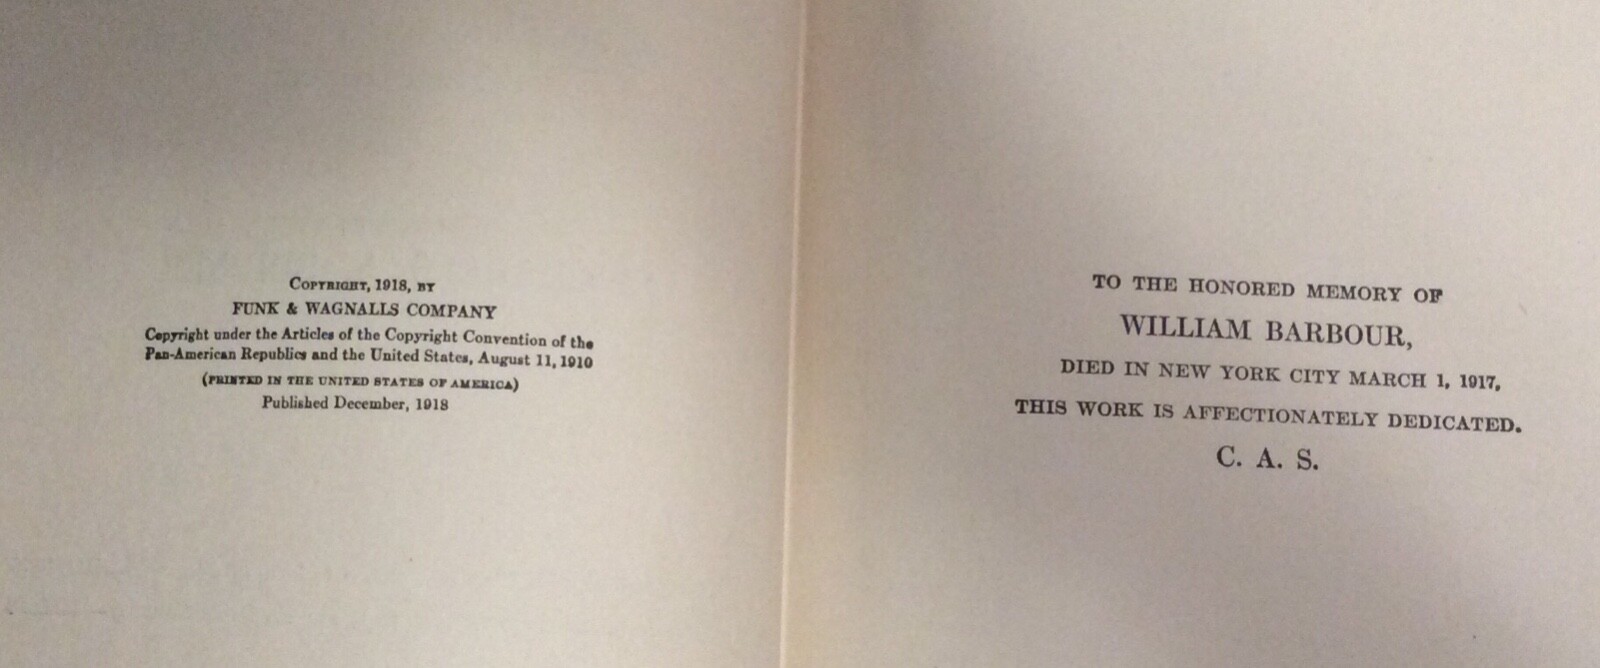 COPYRIGHT, 1918, BY
FUNK & WAGNALLS COMPANY
Copyright under the Articles of the Copyright Convention of the
Pan-American Republics and the United States, August 11, 1910
(PRINTED IN THE UNITED STATES OF AMERICA)
Published December, 1918
TO THE HONORED MEMORY OF
WILLIAM BARBOUR,
DIED IN NEW YORK CITY MARCH 1, 1917,
THIS WORK IS AFFECTIONATELY DEDICATED.
C. A. S.